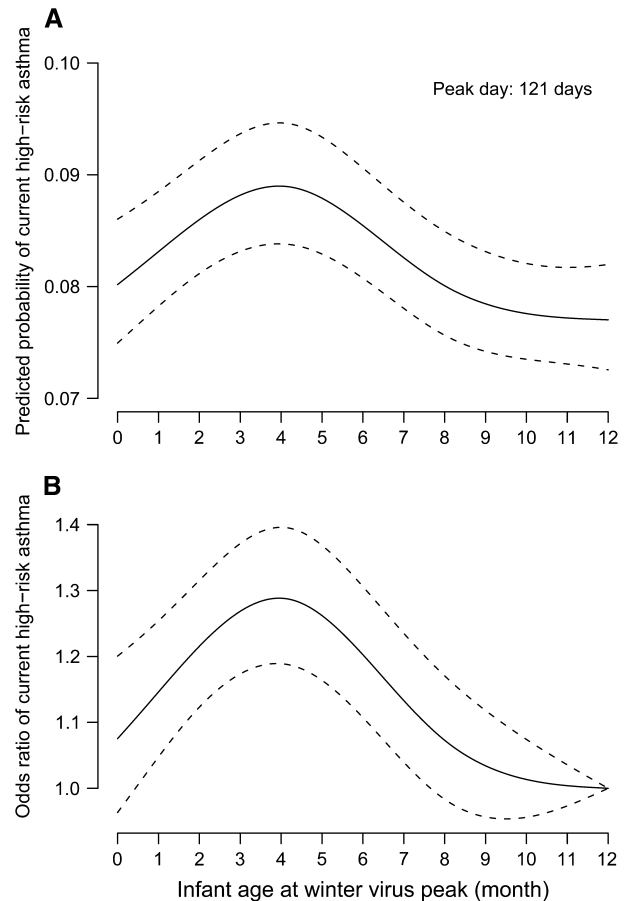 A
Predicted probability of current high−risk asthma
Peak day: 121 days
0.10
0.09
0.08
0.07
0 1 2 3 4 5 6 7 8 9 10 11 12
B
Odds ratio of current high−risk asthma
1.4
1.3
1.2
1.1
1.0
0 1 2 3 4 5 6 7 8 9 10 11 12
Infant age at winter virus peak (month)